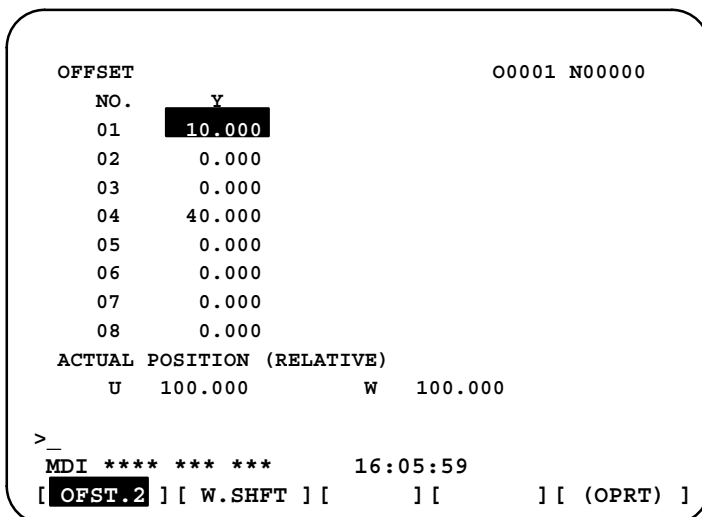 OFFSET O0001 N00000
NO. Y
01 10.000
02 0.000
03 0.000
04 40.000
05 0.000
06 0.000
07 0.000
08 0.000
ACTUAL POSITION (RELATIVE)
U 100.000 W 100.000
>_
MDI **** *** *** 16:05:59
[ OFST.2 ] [ W.SHFT ] [ ] [ ] [ (OPRT) ]